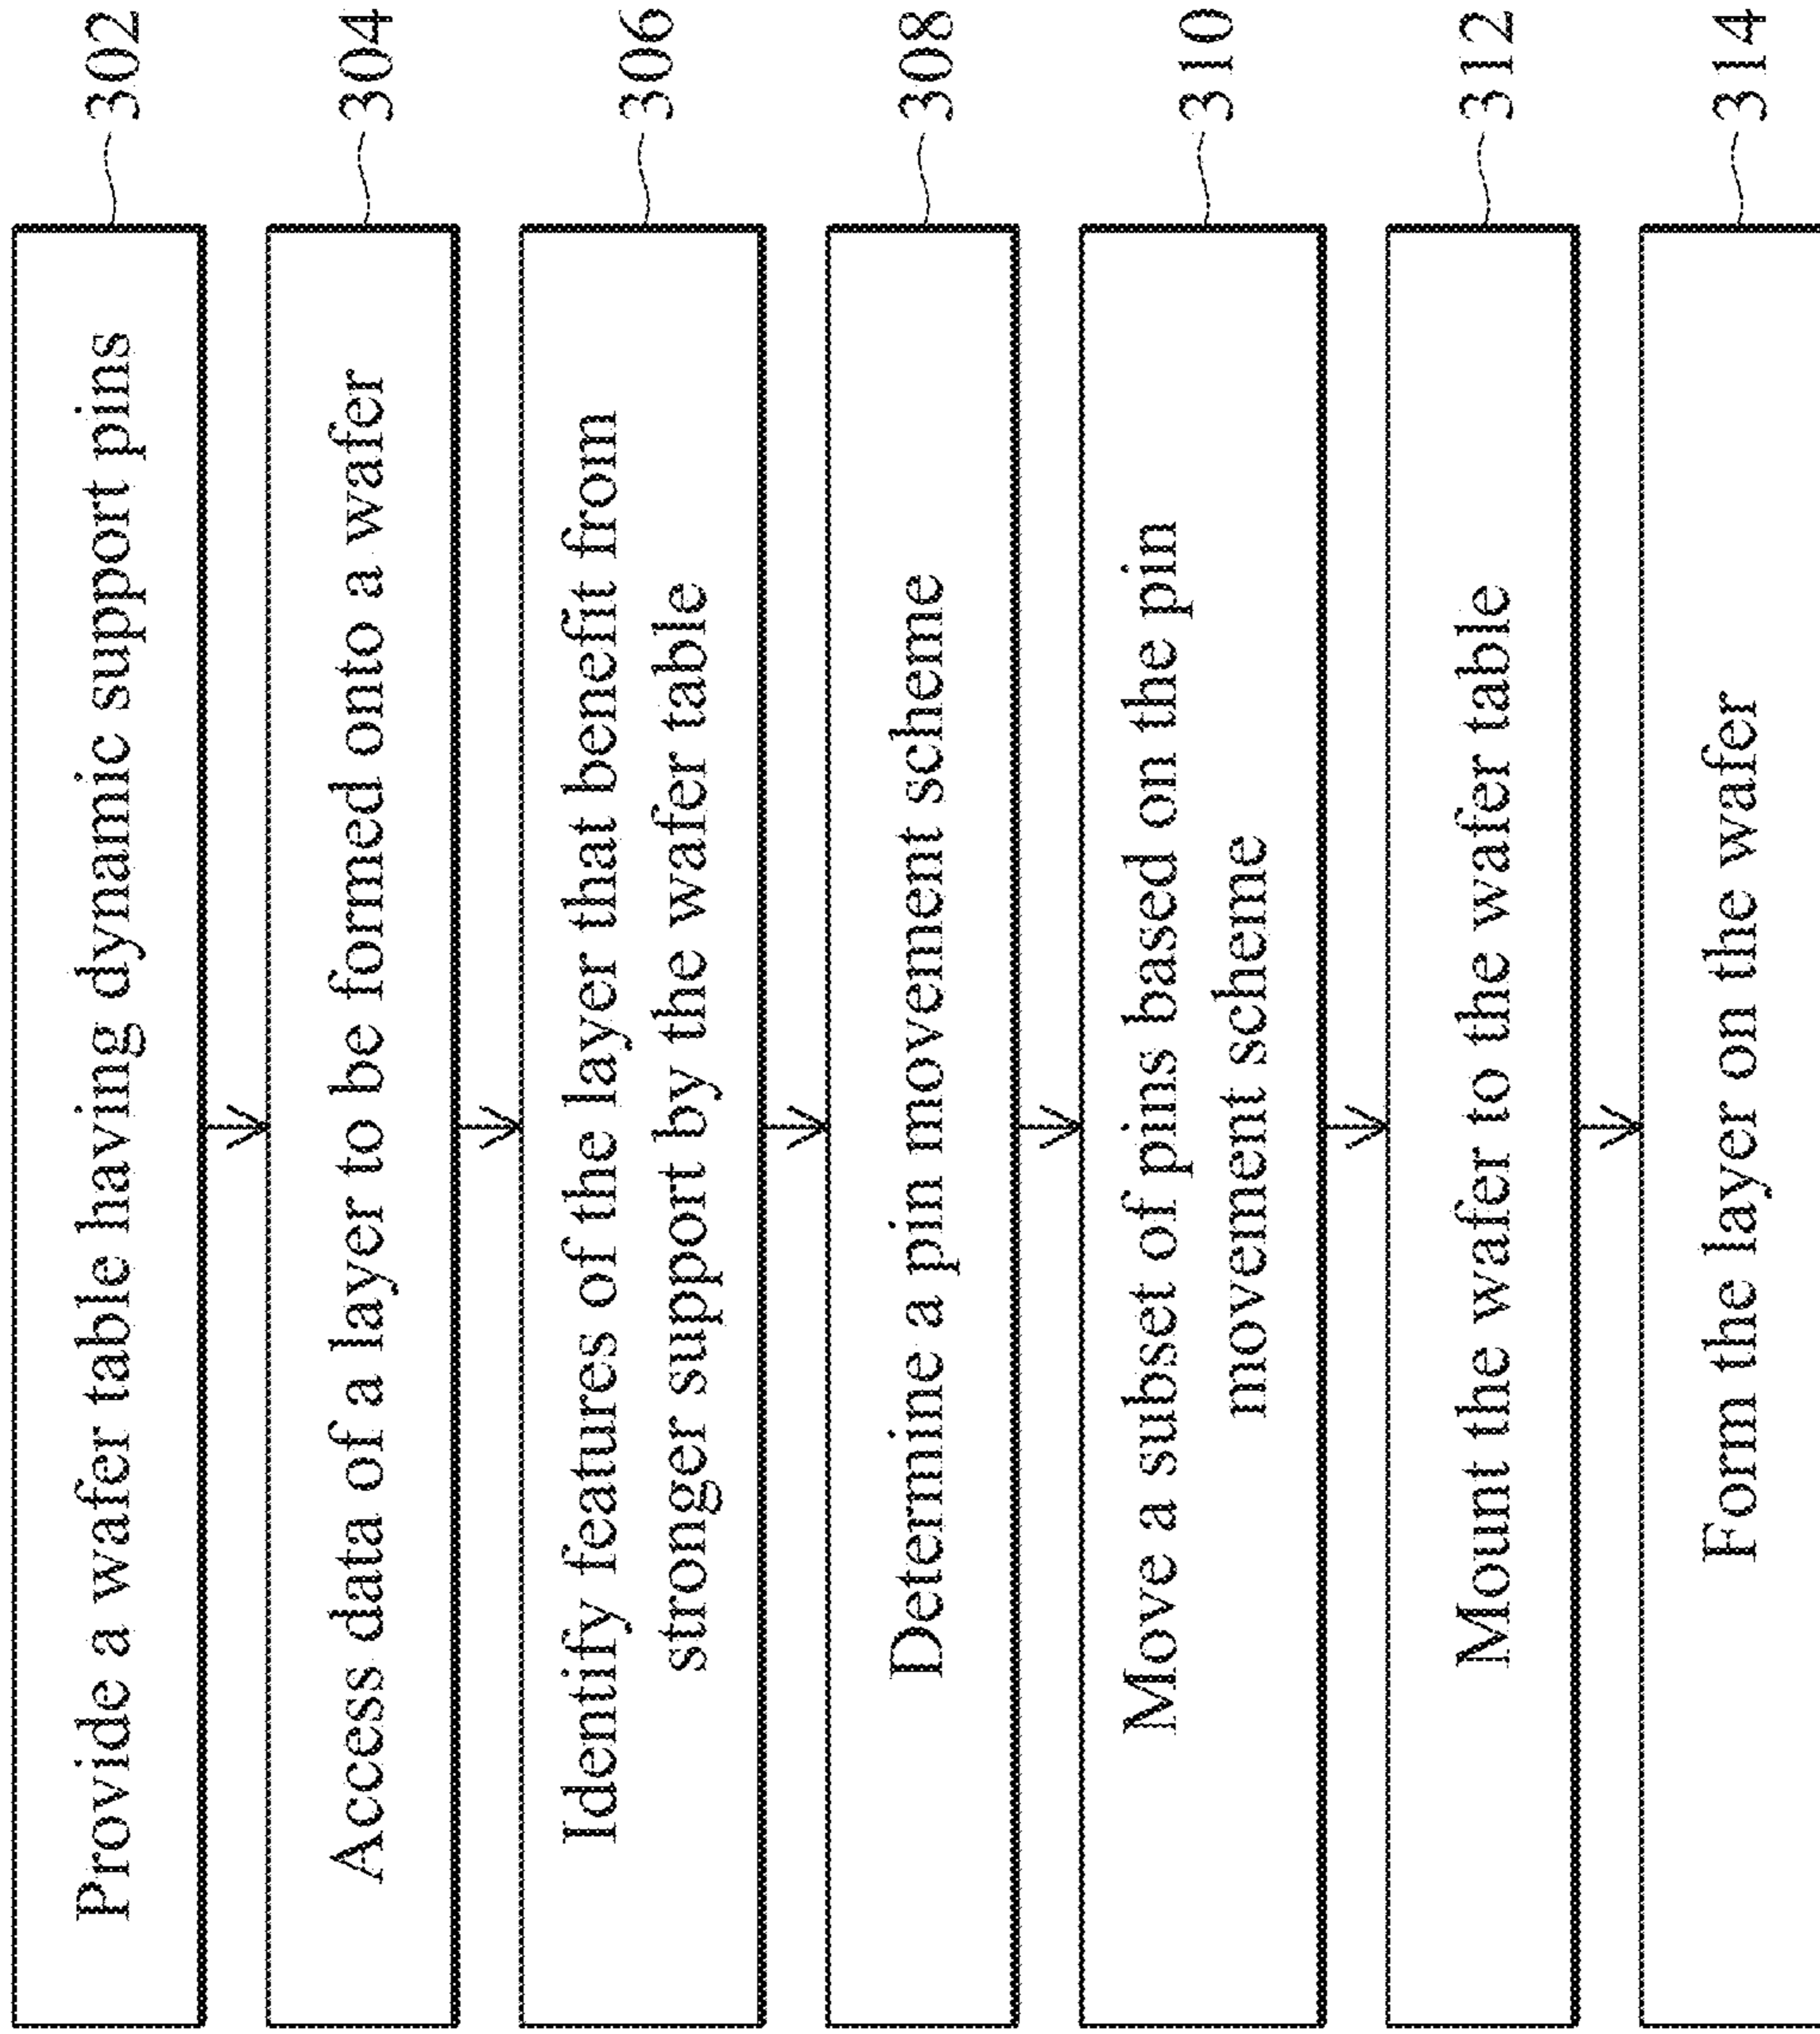 Provide a wafer table having dynamic support pins
302
Access data of a layer to be formed onto a wafer
304
Identify features of the layer that benefit from
stronger support by the wafer table
306
Determine a pin movement scheme
308
Move a subset of pins based on the pin
movement scheme
310
Mount the wafer to the wafer table
312
Form the layer on the wafer
314